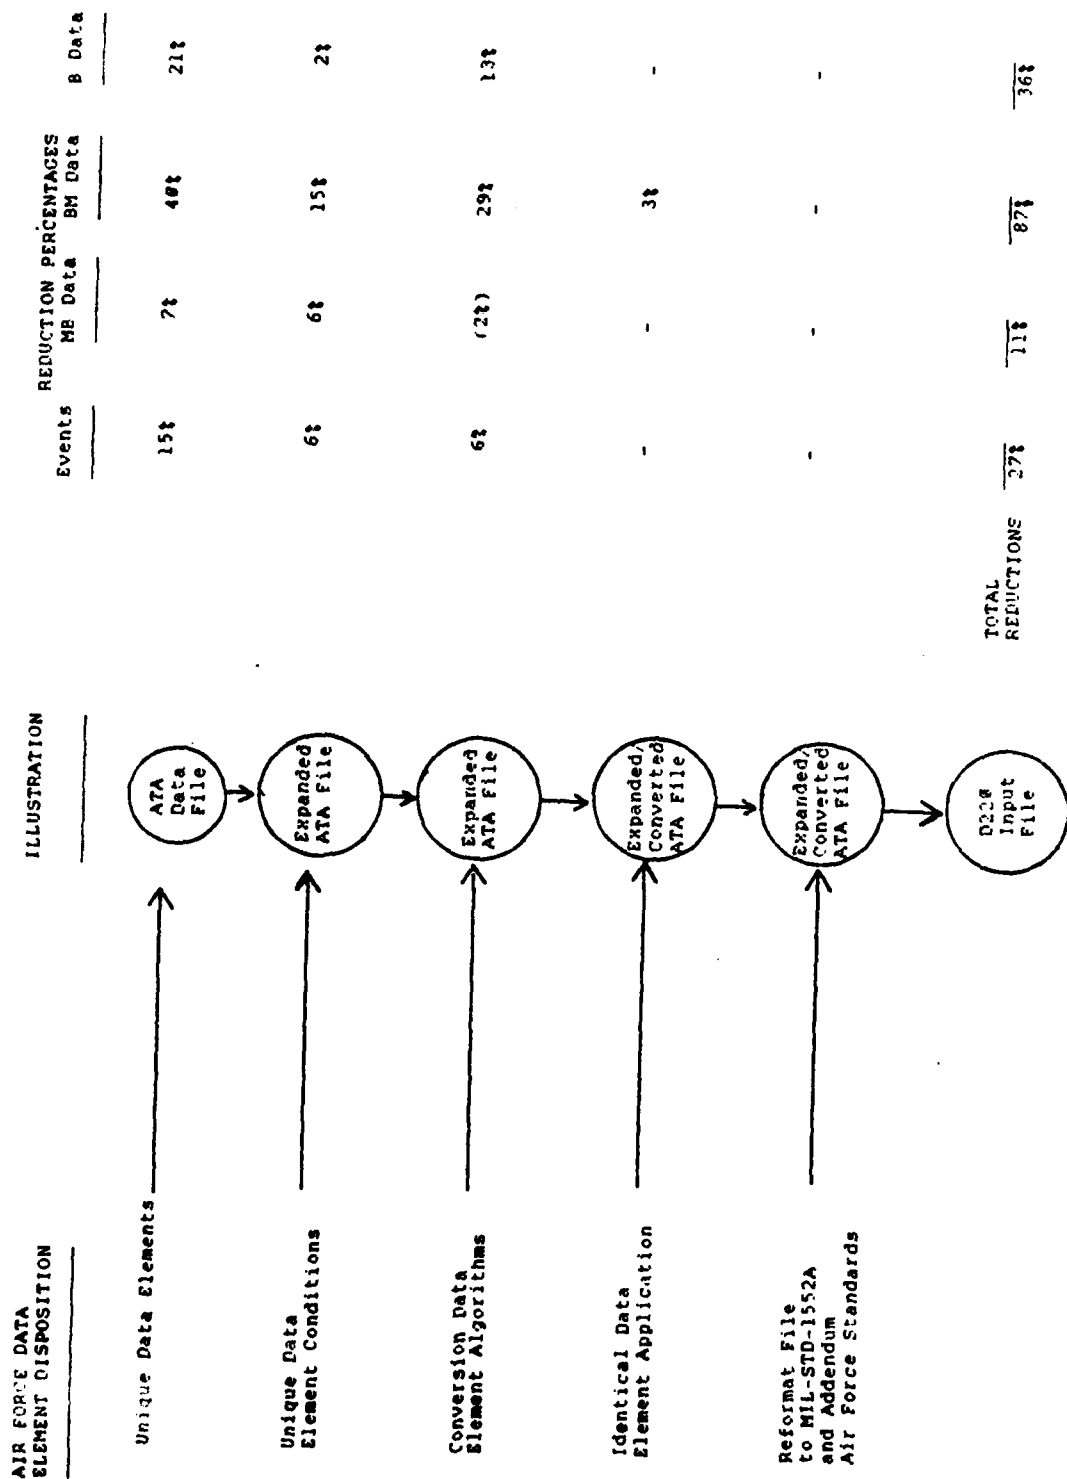 AIR FORCE DATA
ELEMENT DISPOSITION
ILLUSTRATION
REDUCTION PERCENTAGES
Events MB Data BM Data B Data
Unique Data Elements
ATA
Data
File
15% 7% 40% 21%
Unique Data
Element Conditions
Expanded
ATA File
6% 6% 15% 2%
Conversion Data
Element Algorithms
Expanded
ATA File
6% (2%) 29% 13%
Identical Data
Element Application
Expanded/
Converted
ATA File
- - 3% -
Reformat File
to MIL-STD-1552A
and Addendum
Air Force Standards
Expanded/
Converted
ATA File
- - - -
D220
Input
File
TOTAL
REDUCTIONS 27% 11% 87% 36%